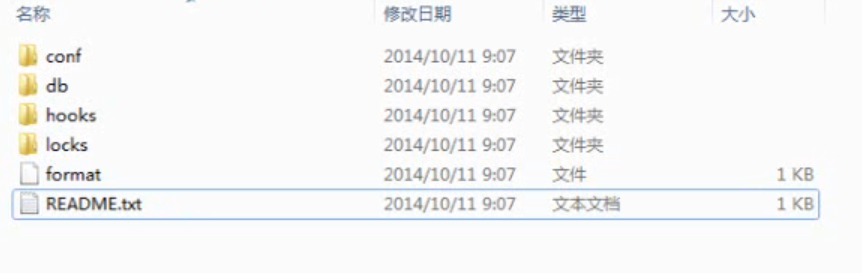 名称 修改日期 类型 大小
conf 2014/10/11 9:07 文件夹
db 2014/10/11 9:07 文件夹
hooks 2014/10/11 9:07 文件夹
locks 2014/10/11 9:07 文件夹
format 2014/10/11 9:07 文件 1 KB
README.txt 2014/10/11 9:07 文本文档 1 KB